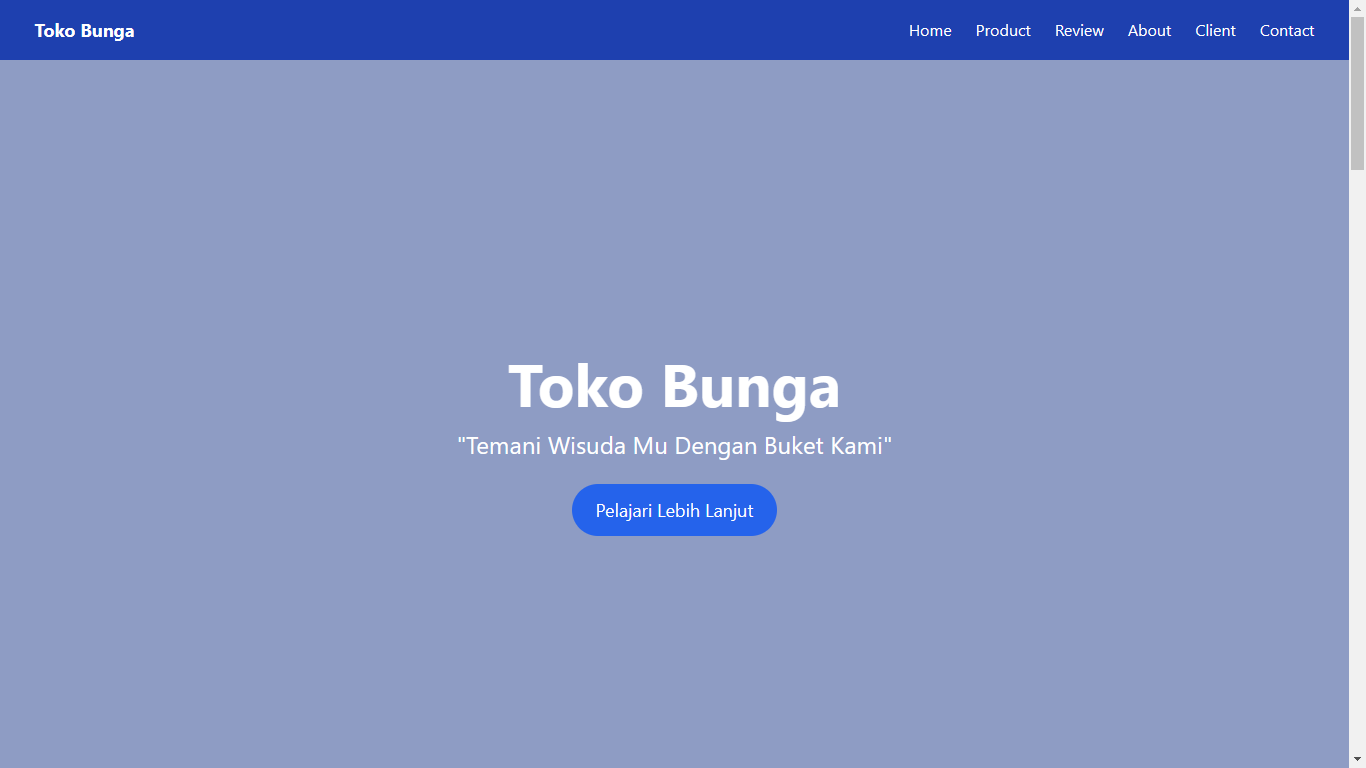 Toko Bunga
Home Product Review About Client Contact
Toko Bunga
"Temani Wisuda Mu Dengan Buket Kami"
Pelajari Lebih Lanjut